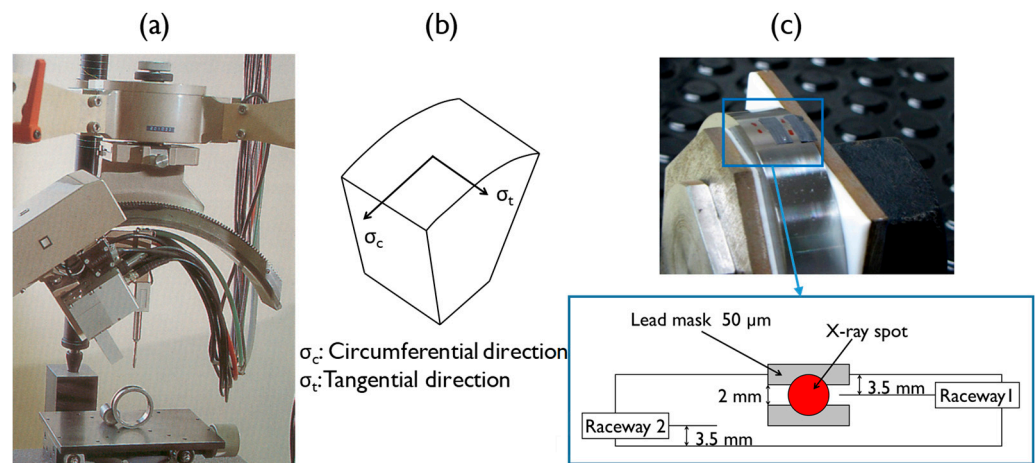 (a)
(b)
(c)
σt
σc
σc: Circumferential direction
σt:Tangential direction
Lead mask 50 µm
X-ray spot
2 mm
3.5 mm
Raceway1
Raceway 2
3.5 mm